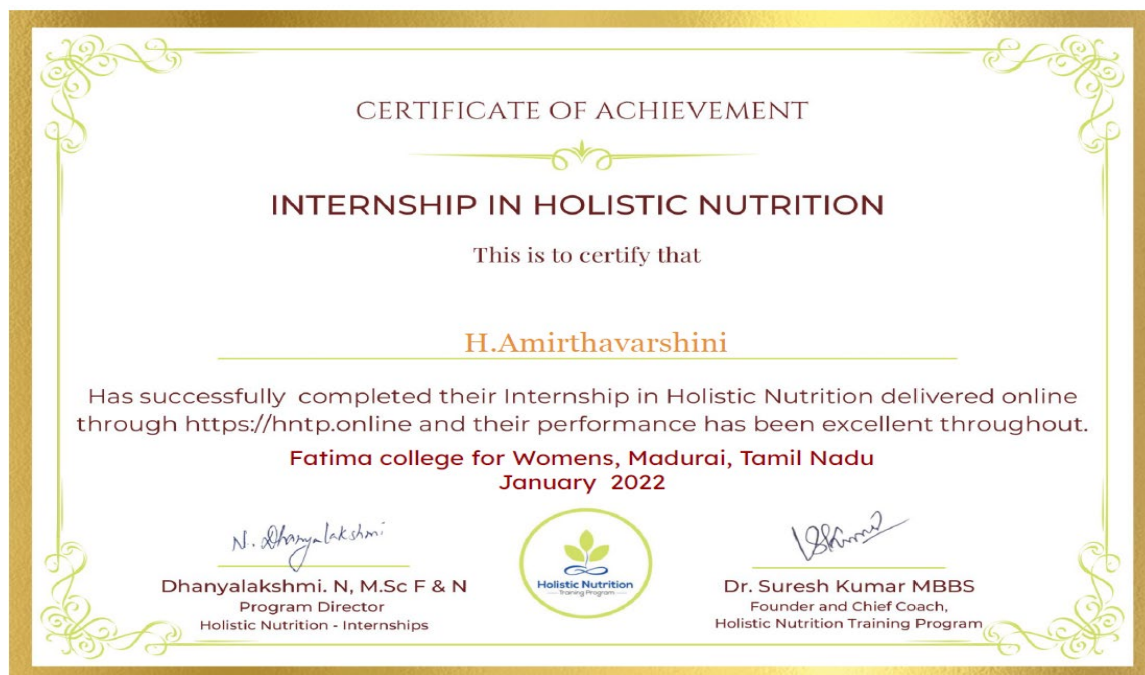 CERTIFICATE OF ACHIEVEMENT
INTERNSHIP IN HOLISTIC NUTRITION
This is to certify that
H.Amirthavarshini
Has successfully completed their Internship in Holistic Nutrition delivered online
through https://hntp.online and their performance has been excellent throughout.
Fatima college for Womens, Madurai, Tamil Nadu
January 2022
N. Dhanyalakshmi
Dhanyalakshmi. N, M.Sc F & N
Program Director
Holistic Nutrition - Internships
Holistic Nutrition
Training Program
Dr. Suresh Kumar MBBS
Founder and Chief Coach,
Holistic Nutrition Training Program